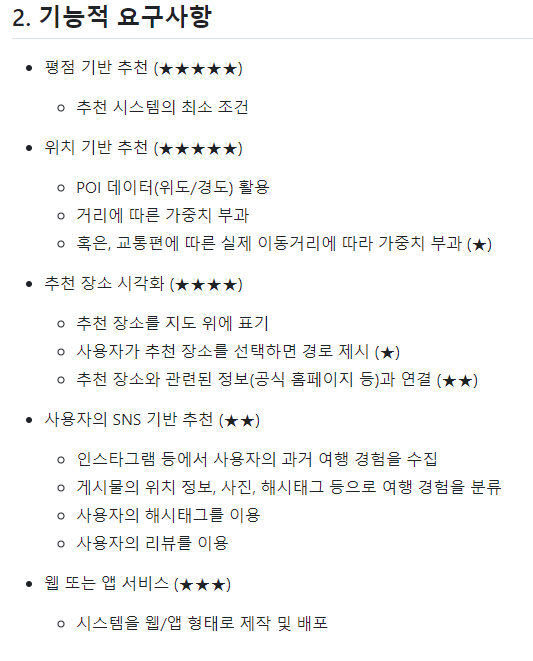 2. 기능적 요구사항
평점 기반 추천 (★★★★★)
추천 시스템의 최소 조건
위치 기반 추천 (★★★★★)
POI 데이터(위도/경도) 활용
거리에 따른 가중치 부과
혹은, 교통편에 따른 실제 이동거리에 따라 가중치 부과 (★)
추천 장소 시각화 (★★★★)
추천 장소를 지도 위에 표기
사용자가 추천 장소를 선택하면 경로 제시 (★)
추천 장소와 관련된 정보(공식 홈페이지 등)과 연결 (★★)
사용자의 SNS 기반 추천 (★★)
인스타그램 등에서 사용자의 과거 여행 경험을 수집
게시물의 위치 정보, 사진, 해시태그 등으로 여행 경험을 분류
사용자의 해시태그를 이용
사용자의 리뷰를 이용
웹 또는 앱 서비스 (★★★)
시스템을 웹/앱 형태로 제작 및 배포